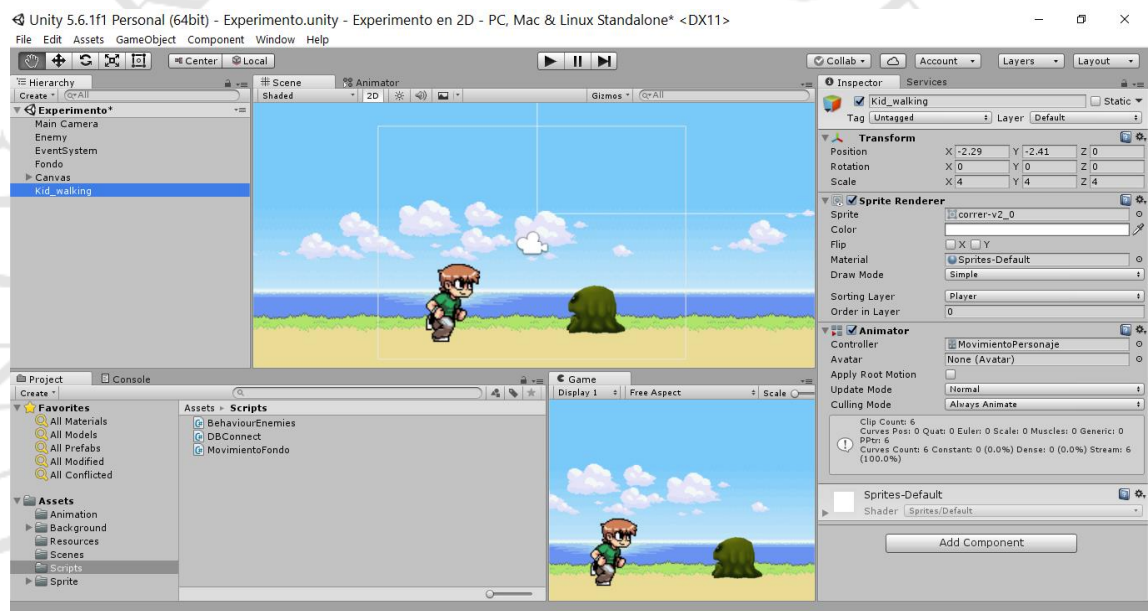 Unity 5.6.1f1 Personal (64bit) - Experimento.unity - Experimento en 2D - PC, Mac & Linux Standalone* <DX11>
File Edit Assets GameObject Component Window Help
Center Local
Collab Account Layers Layout
Hierarchy
Create All
Experimento*
Main Camera
Enemy
EventSystem
Fondo
Canvas
Kid_walking
Scene Animator
Shaded 2D Gizmos All
Inspector Services
Kid_walking Static
Tag Untagged Layer Default
Transform
Position X -2.29 Y -2.41 Z 0
Rotation X 0 Y 0 Z 0
Scale X 4 Y 4 Z 4
Sprite Renderer
Sprite correr-v2_0
Color
Flip X Y
Material Sprites-Default
Draw Mode Simple
Sorting Layer Player
Order in Layer 0
Animator
Controller MovimientoPersonaje
Avatar None (Avatar)
Apply Root Motion
Update Mode Normal
Culling Mode Always Animate
Clip Count: 6
Curves Pos: 0 Quat: 0 Euler: 0 Scale: 0 Muscles: 0 Generic: 0
PPtr: 6
Curves Count: 6 Constant: 0 (0.0%) Dense: 0 (0.0%) Stream: 6
(100.0%)
Sprites-Default
Shader Sprites/Default
Add Component
Project Console
Create
Favorites
All Materials
All Models
All Prefabs
All Modified
All Conflicted
Assets
Animation
Background
Resources
Scenes
Scripts
Sprite
Assets Scripts
BehaviourEnemies
DBConnect
MovimientoFondo
Game
Display 1 Free Aspect Scale